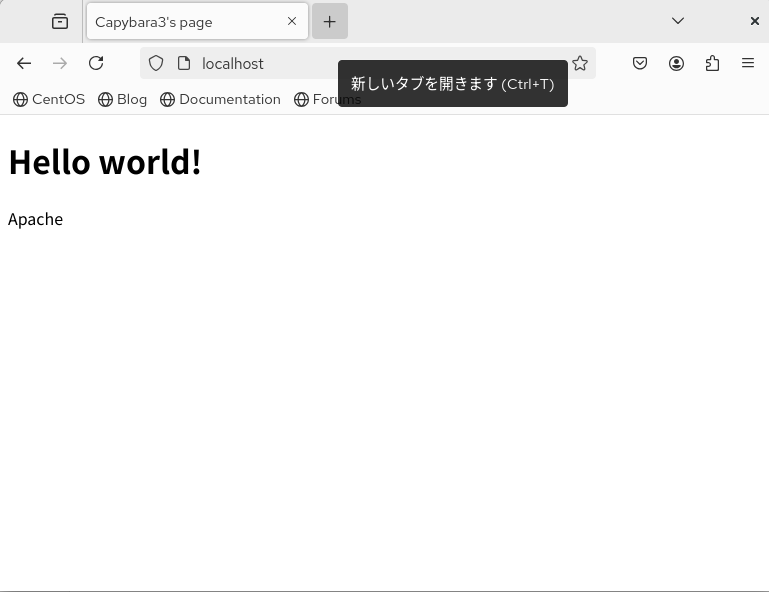 Capybara3's page
localhost
新しいタブを開きます (Ctrl+T)
CentOS Blog Documentation Forums
Hello world!
Apache